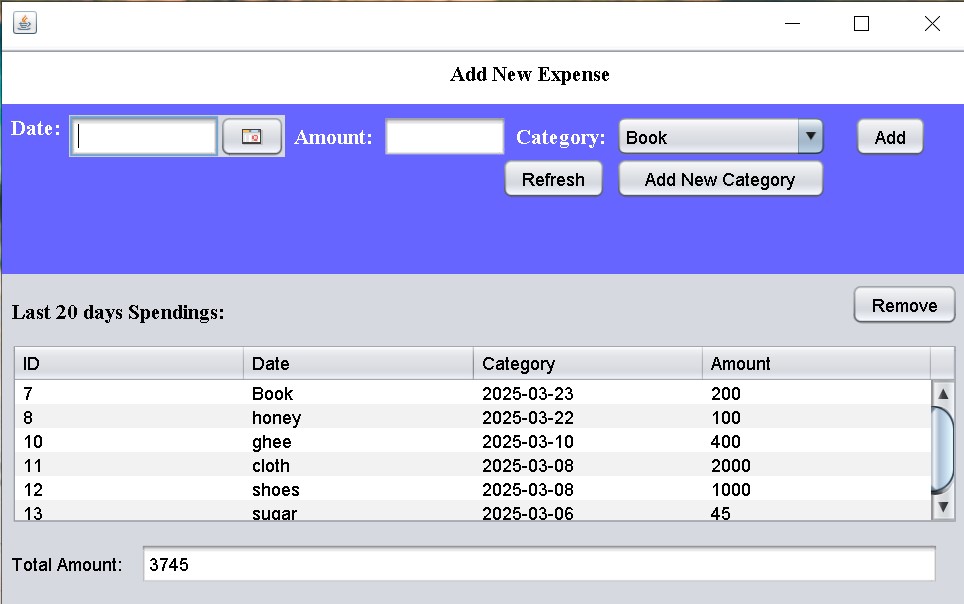 Add New Expense
Date: Amount: Category: Book Add
Refresh Add New Category
Last 20 days Spendings: Remove
ID Date Category Amount
7 Book 2025-03-23 200
8 honey 2025-03-22 100
10 ghee 2025-03-10 400
11 cloth 2025-03-08 2000
12 shoes 2025-03-08 1000
13 sugar 2025-03-06 45
Total Amount: 3745